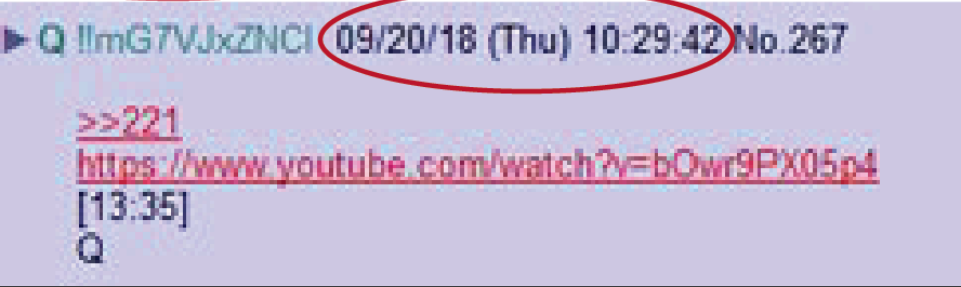 ▶ Q !!mG7VJxZNCI 09/20/18 (Thu) 10:29:42 No.267
>>221
https://www.youtube.com/watch?v=bOwr9PX05p4
[13:35]
Q